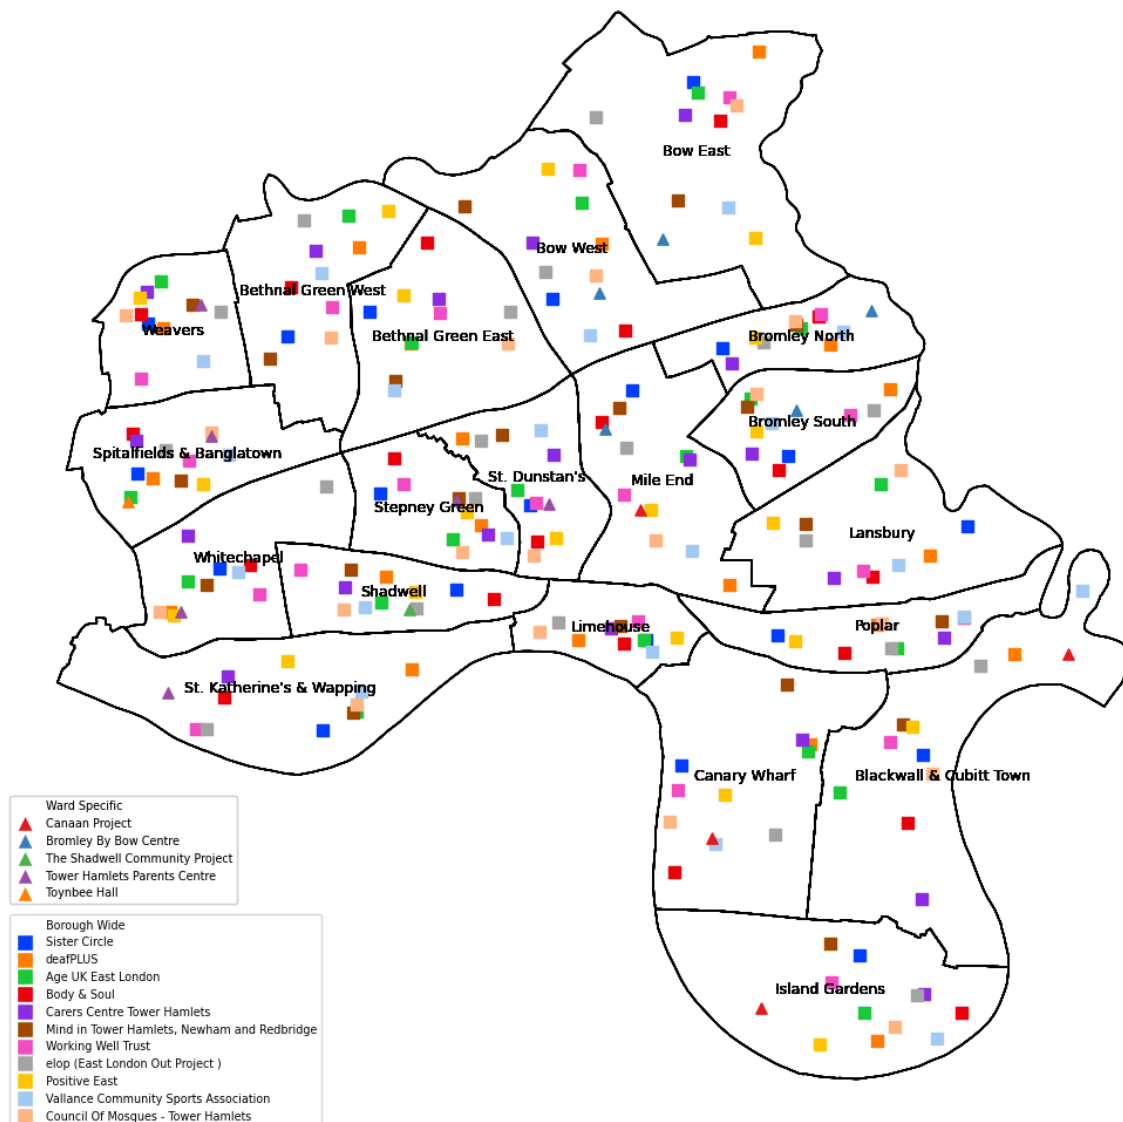 Bow East
Bow West
Bethnal Green West
Weavers
Bethnal Green East
Bromley North
Bromley South
Spitalfields & Banglatown
St. Dunstan's
Mile End
Stepney Green
Lansbury
Whitechapel
Shadwell
Limehouse
Poplar
St. Katherine's & Wapping
Canary Wharf
Blackwall & Cubitt Town
Island Gardens
Ward Specific
Canaan Project
Bromley By Bow Centre
The Shadwell Community Project
Tower Hamlets Parents Centre
Toynbee Hall
Borough Wide
Sister Circle
deafPLUS
Age UK East London
Body & Soul
Carers Centre Tower Hamlets
Mind in Tower Hamlets, Newham and Redbridge
Working Well Trust
elop (East London Out Project )
Positive East
Vallance Community Sports Association
Council Of Mosques - Tower Hamlets